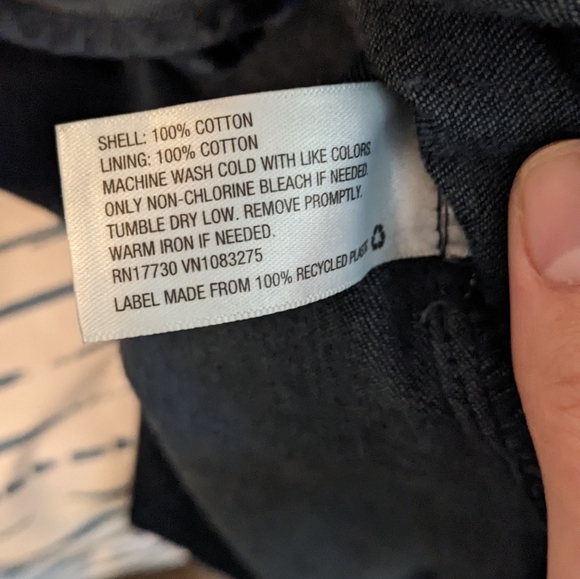 SHELL: 100% COTTON
LINING: 100% COTTON
MACHINE WASH COLD WITH LIKE COLORS
ONLY NON-CHLORINE BLEACH IF NEEDED
TUMBLE DRY LOW. REMOVE PROMPTLY.
WARM IRON IF NEEDED.
RN17730 VN1083275
LABEL MADE FROM 100% RECYCLED PLASTIC